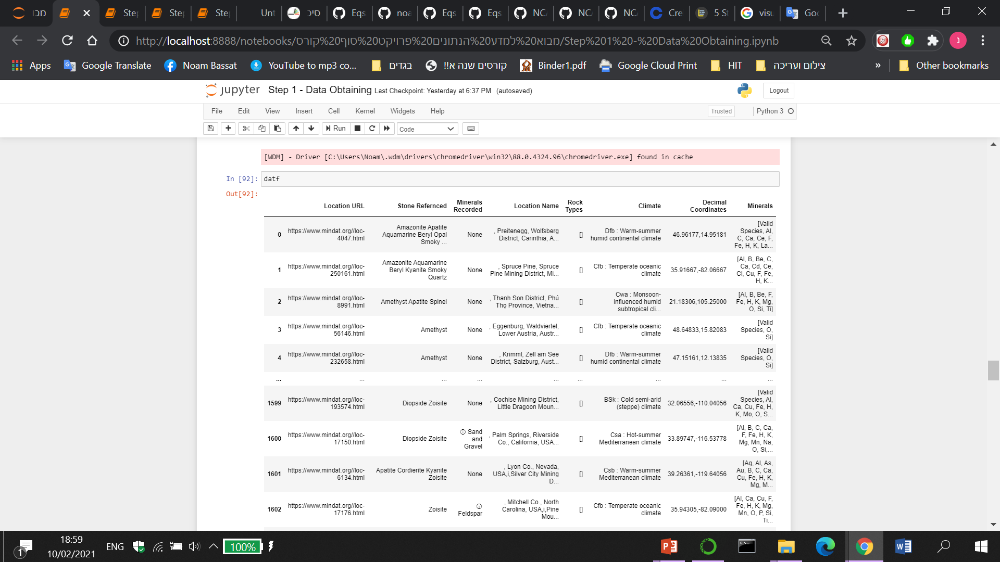 מבו
Step
Step
Step
Unt
סיכ
Eqs
noa
Eqs
Eqs
NCA
NCA
NCA
Cre
5 St
visu
Goo
http://localhost:8888/notebooks/מבוא%20למדע%20הנתונים%20פרויקט%20סוף%20קורס/Step%201%20-%20Data%20Obtaining.ipynb
נ
Apps
Google Translate
Noam Bassat
YouTube to mp3 co...
בגדים
קורסים שנה א!!
Binder1.pdf
Google Cloud Print
HIT
צילום ועריכה
»
Other bookmarks
jupyter Step 1 - Data Obtaining Last Checkpoint: Yesterday at 6:37 PM (autosaved)
Logout
File Edit View Insert Cell Kernel Widgets Help
Trusted
Python 3
Run
Code
[WDM] - Driver [C:\Users\Noam\.wdm\drivers\chromedriver\win32\88.0.4324.96\chromedriver.exe] found in cache
In [92]: datf
Out[92]:
Location URL Stone Refernced Minerals Recorded Location Name Rock Types Climate Decimal Coordinates Minerals
0 https://www.mindat.org//loc-4047.html Amazonite Apatite Aquamarine Beryl Opal Smoky ... None , Preitenegg, Wolfsberg District, Carinthia, A... [] Dfb : Warm-summer humid continental climate 46.96177,14.95181 [Valid Species, Al, C, Ca, Ce, F, Fe, H, K, La...
1 https://www.mindat.org//loc-250161.html Amazonite Aquamarine Beryl Kyanite Smoky Quartz None , Spruce Pine, Spruce Pine Mining District, Mi... [] Cfb : Temperate oceanic climate 35.91667,-82.06667 [Al, B, Be, C, Ca, Cd, Ce, Cl, Cu, F, Fe, H, K...
2 https://www.mindat.org//loc-8991.html Amethyst Apatite Spinel None , Thanh Son District, Phú Thọ Province, Vietna... [] Cwa : Monsoon-influenced humid subtropical cli... 21.18306,105.25000 [Al, B, Be, F, Fe, H, K, Mg, O, Si, Ti]
3 https://www.mindat.org//loc-56146.html Amethyst None , Eggenburg, Waldviertel, Lower Austria, Austr... [] Cfb : Temperate oceanic climate 48.64833,15.82083 [Valid Species, O, Si]
4 https://www.mindat.org//loc-232658.html Amethyst None , Krimml, Zell am See District, Salzburg, Aust... [] Dfb : Warm-summer humid continental climate 47.15161,12.13835 [Valid Species, O, Si]
... ... ... ... ... ... ... ... ...
1599 https://www.mindat.org//loc-193574.html Diopside Zoisite None , Cochise Mining District, Little Dragoon Moun... [] BSk : Cold semi-arid (steppe) climate 32.06556,-110.04056 [Valid Species, Al, Ca, Cu, Fe, H, K, Mo, O, S...
1600 https://www.mindat.org//loc-17150.html Diopside Zoisite ⓘ Sand and Gravel , Palm Springs, Riverside Co., California, USA... [] Csa : Hot-summer Mediterranean climate 33.89747,-116.53778 [Al, B, C, Ca, F, Fe, H, K, Mg, Mn, Na, O, Si,...
1601 https://www.mindat.org//loc-6134.html Apatite Cordierite Kyanite Zoisite None , Lyon Co., Nevada, USA,i,Silver City Mining D... [] Csb : Warm-summer Mediterranean climate 39.26361,-119.64056 [Ag, Al, As, Au, B, C, Ca, Cu, Fe, H, K, Mg, M...
1602 https://www.mindat.org//loc-17176.html Zoisite ⓘ Feldspar , Mitchell Co., North Carolina, USA,i,Pine Mou... [] Cfb : Temperate oceanic climate 35.94305,-82.09000 [Al, Ca, Cu, F, Fe, H, K, Mg, Mn, O, P, Si, Ti...
1
18:59
10/02/2021
ENG
100%